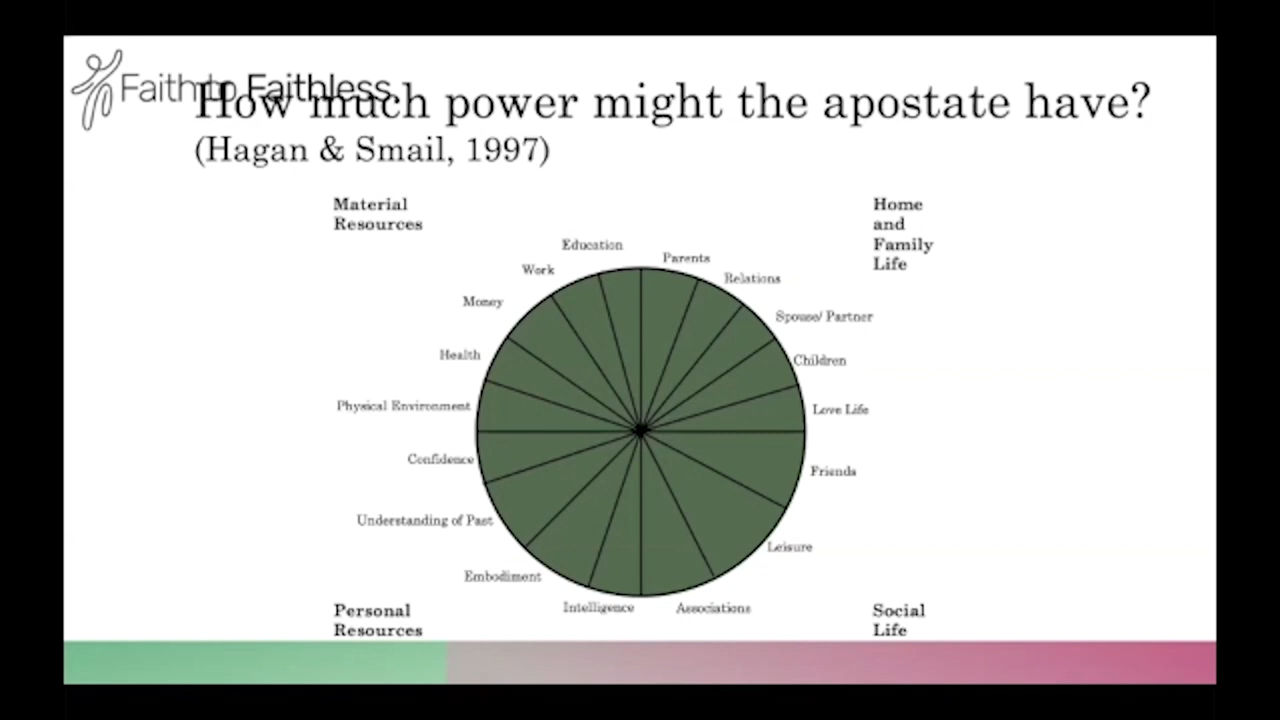 Faith to Faithless
How much power might the apostate have?
(Hagan & Smail, 1997)
Material
Resources
Home
and
Family
Life
Education
Parents
Work
Relations
Money
Spouse/ Partner
Health
Children
Physical Environment
Love Life
Confidence
Friends
Understanding of Past
Leisure
Embodiment
Intelligence
Associations
Personal
Resources
Social
Life